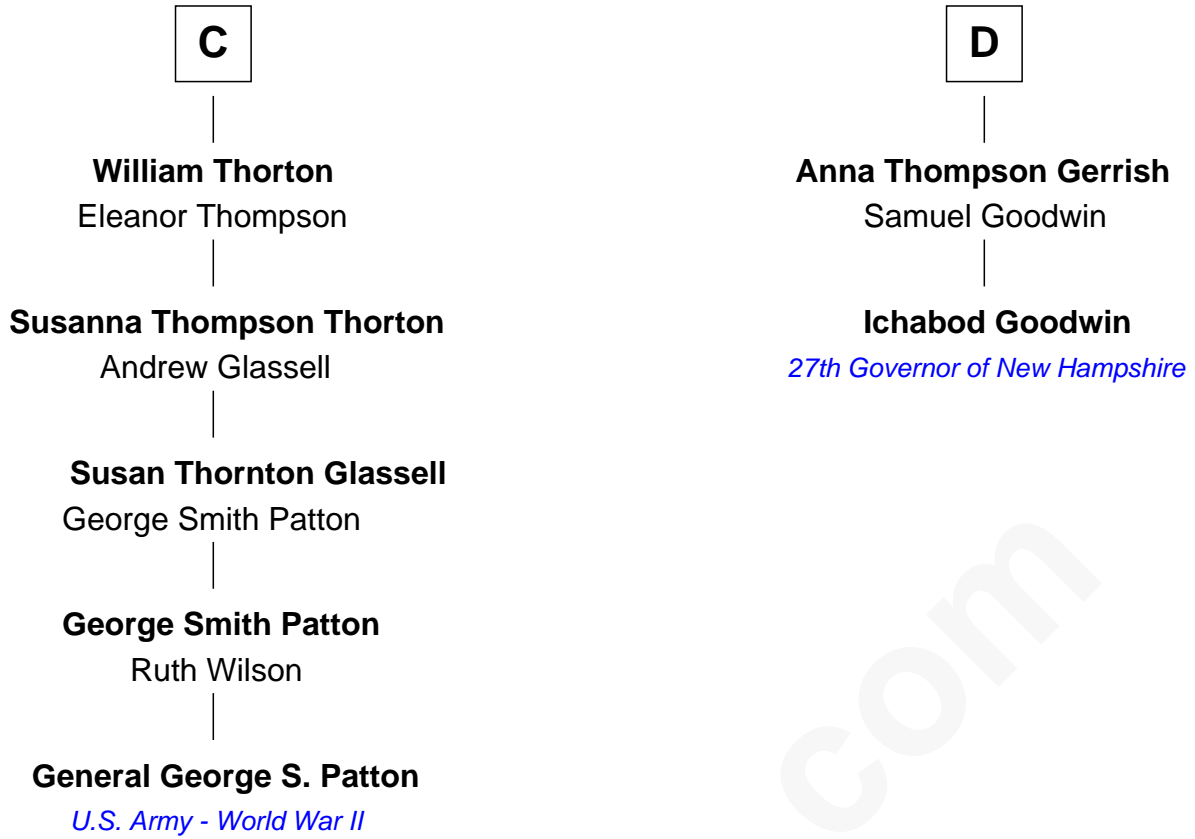 C
William Thorton
Eleanor Thompson
Susanna Thompson Thorton
Andrew Glassell
Susan Thornton Glassell
George Smith Patton
George Smith Patton
Ruth Wilson
General George S. Patton
U.S. Army - World War II
D
Anna Thompson Gerrish
Samuel Goodwin
Ichabod Goodwin
27th Governor of New Hampshire
com